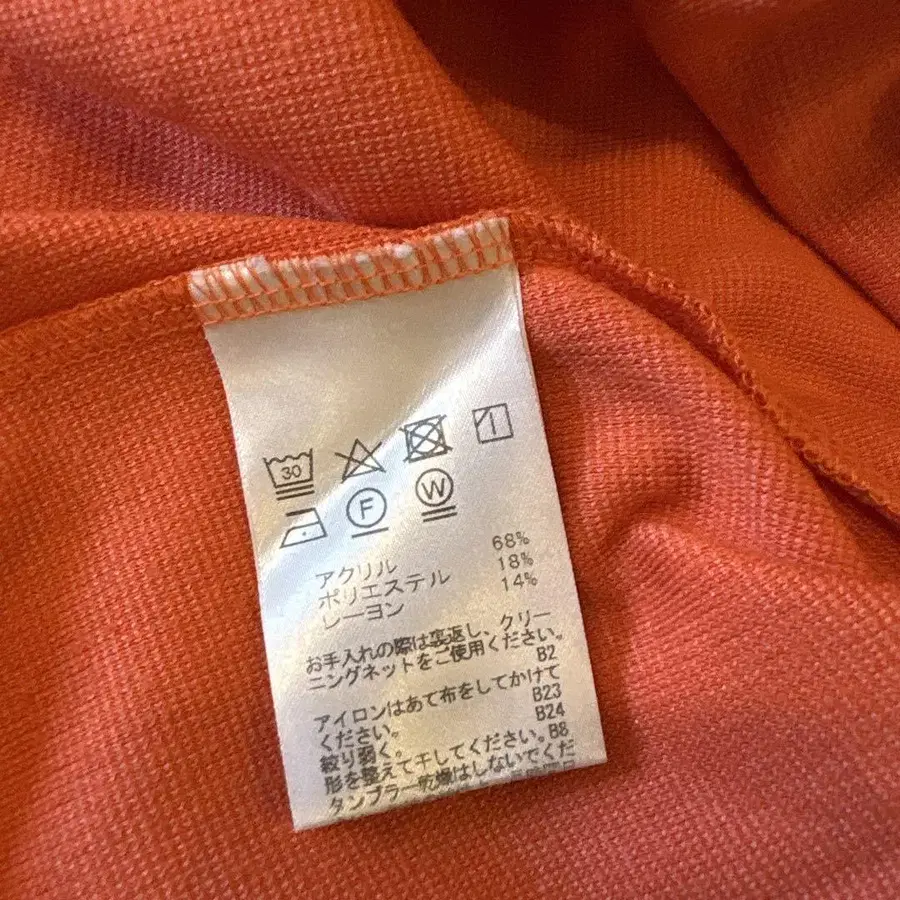 30
F W
アクリル 68%
ポリエステル 18%
レーヨン 14%
お手入れの際は裏返し、クリー
ニングネットをご使用ください。
B2
アイロンはあて布をしてかけて
ください。 B23
絞り弱く。 B24
形を整えて干してください。B8
タンブラー乾燥はしないでくだ